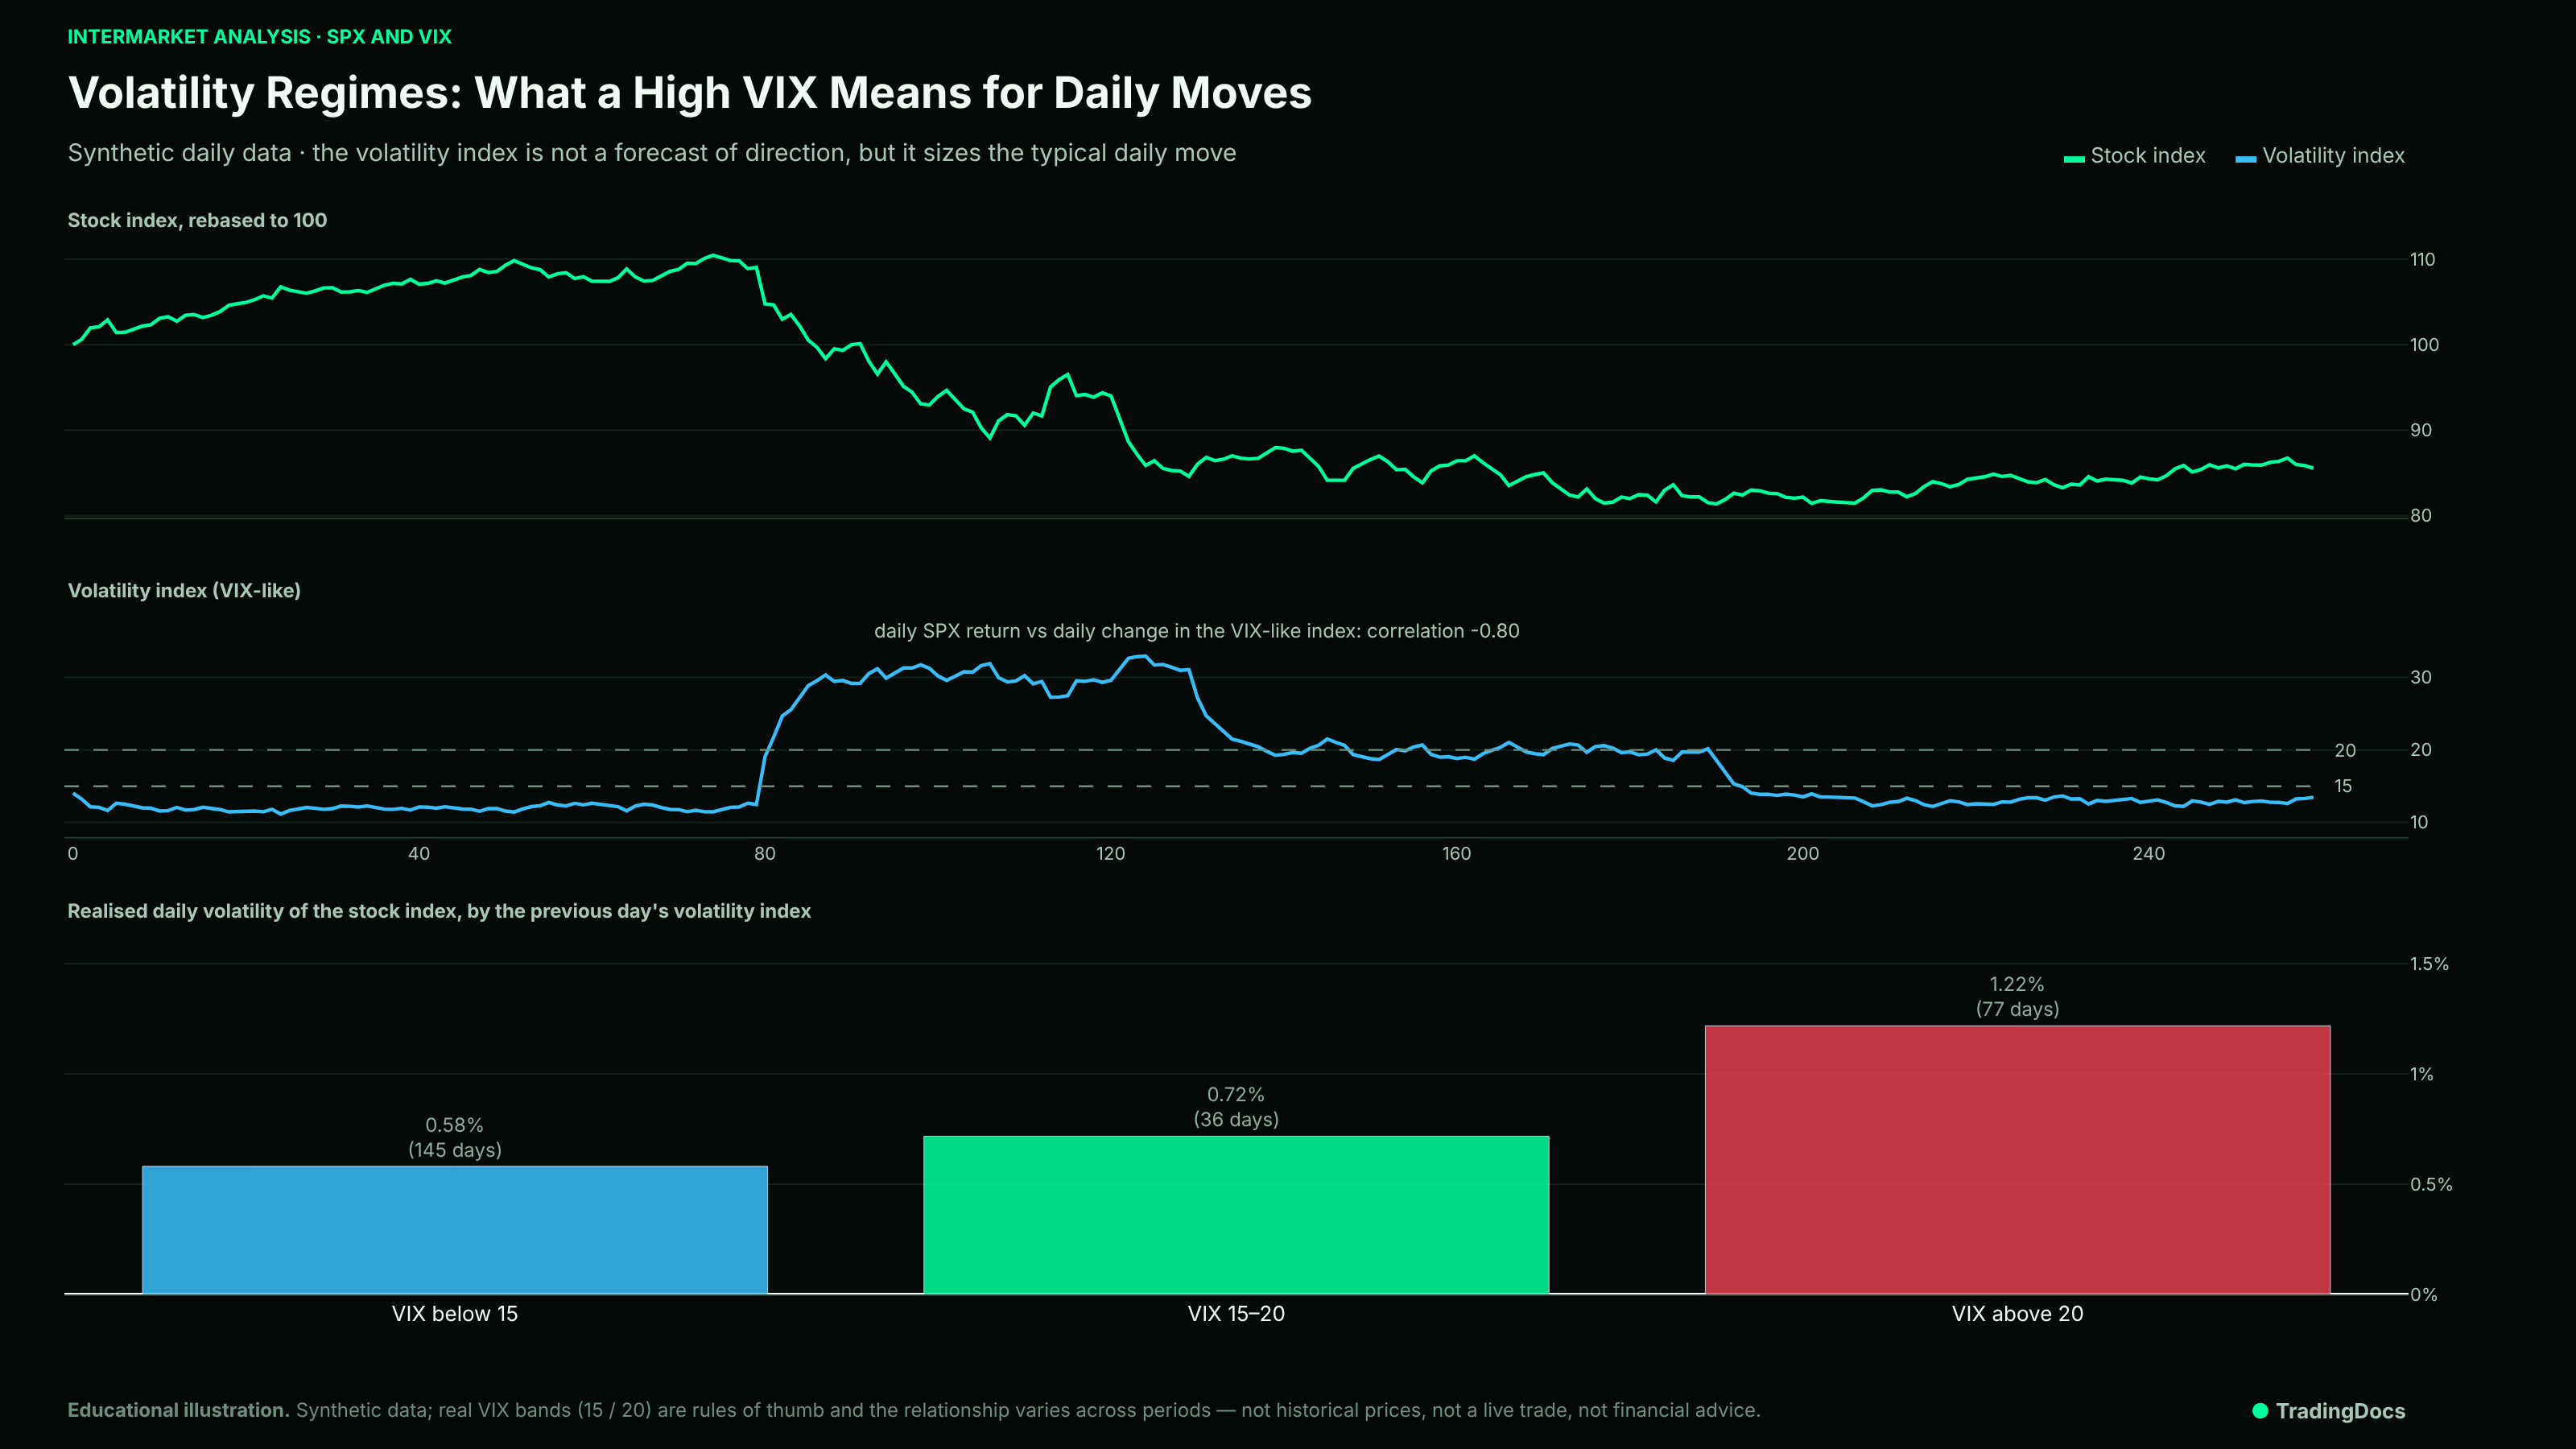 INTERMARKET ANALYSIS · SPX AND VIX
Volatility Regimes: What a High VIX Means for Daily Moves
Synthetic daily data · the volatility index is not a forecast of direction, but it sizes the typical daily move
Stock index
Volatility index
Stock index, rebased to 100
110
100
90
80
Volatility index (VIX-like)
daily SPX return vs daily change in the VIX-like index: correlation -0.80
30
20
20
15
10
0
40
80
120
160
200
240
Realised daily volatility of the stock index, by the previous day's volatility index
1.5%
1%
0.5%
0%
0.58%
(145 days)
0.72%
(36 days)
1.22%
(77 days)
VIX below 15
VIX 15–20
VIX above 20
Educational illustration. Synthetic data; real VIX bands (15 / 20) are rules of thumb and the relationship varies across periods — not historical prices, not a live trade, not financial advice.
TradingDocs